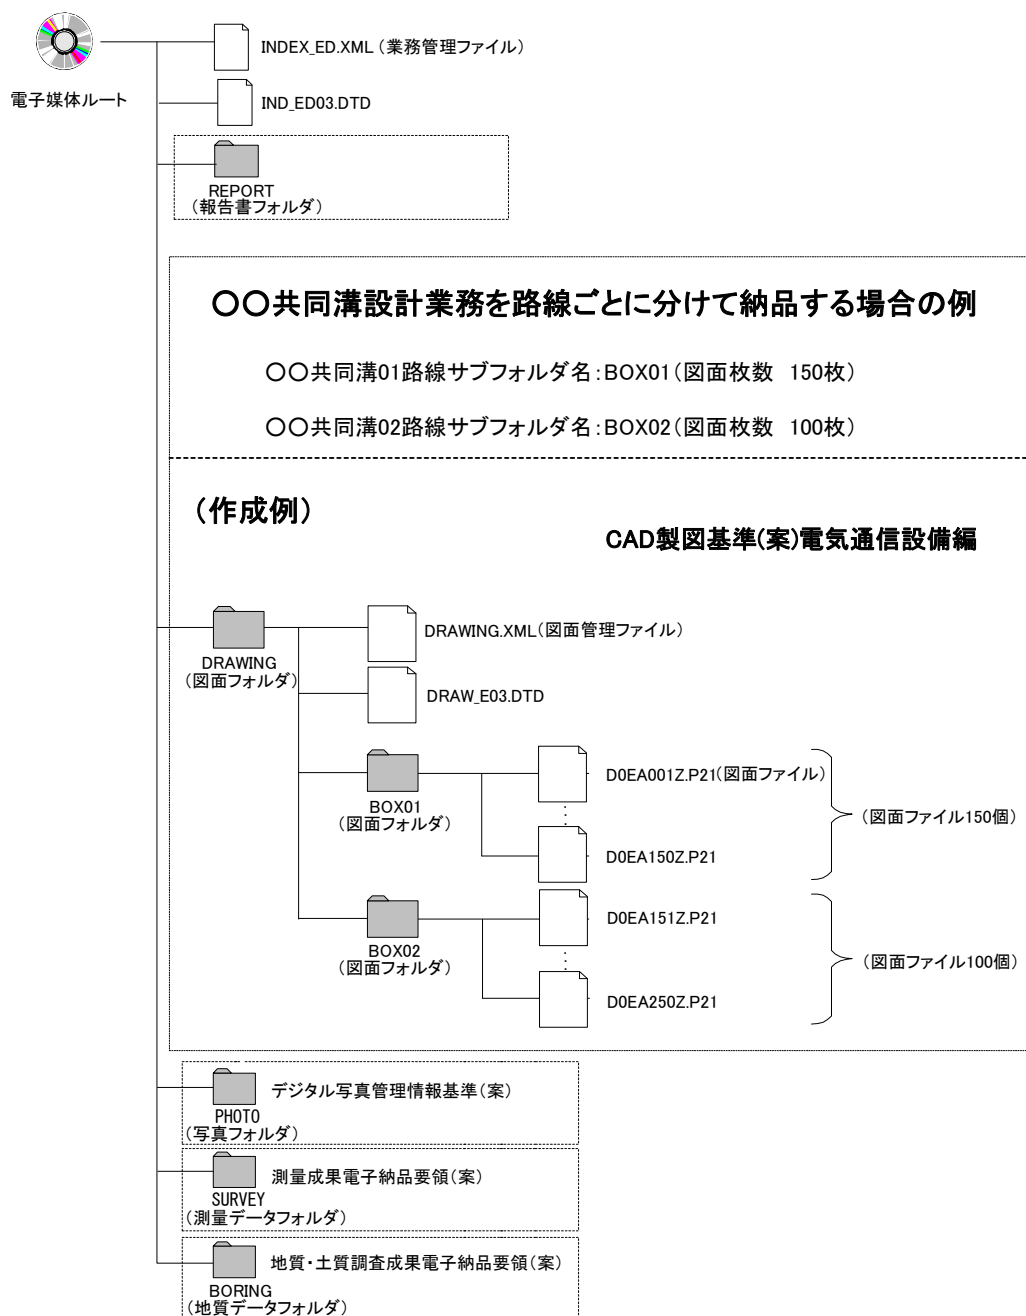 INDEX_ED.XML（業務管理ファイル）
電子媒体ルート
IND_ED03.DTD
REPORT
（報告書フォルダ）
〇〇共同溝設計業務を路線ごとに分けて納品する場合の例
〇〇共同溝01路線サブフォルダ名：BOX01（図面枚数　150枚）
〇〇共同溝02路線サブフォルダ名：BOX02（図面枚数　100枚）
（作成例）
CAD製図基準(案)電気通信設備編
DRAWING.XML（図面管理ファイル）
DRAWING
（図面フォルダ）
DRAW_E03.DTD
D0EA001Z.P21（図面ファイル）
BOX01
（図面フォルダ）
（図面ファイル150個）
D0EA150Z.P21
D0EA151Z.P21
BOX02
（図面フォルダ）
（図面ファイル100個）
D0EA250Z.P21
デジタル写真管理情報基準（案）
PHOTO
（写真フォルダ）
測量成果電子納品要領（案）
SURVEY
（測量データフォルダ）
地質・土質調査成果電子納品要領（案）
BORING
（地質データフォルダ）